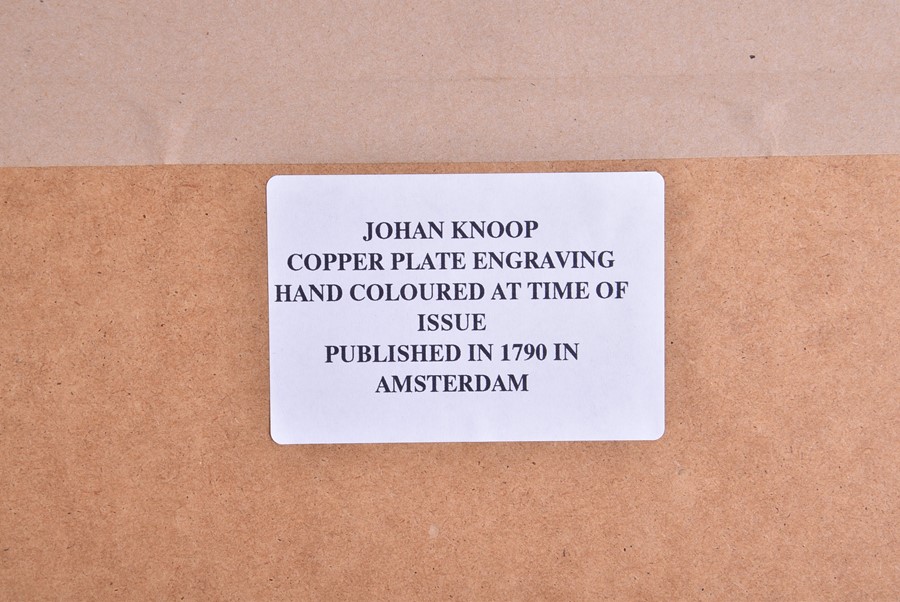 JOHAN KNOOP
COPPER PLATE ENGRAVING
HAND COLOURED AT TIME OF
ISSUE
PUBLISHED IN 1790 IN
AMSTERDAM